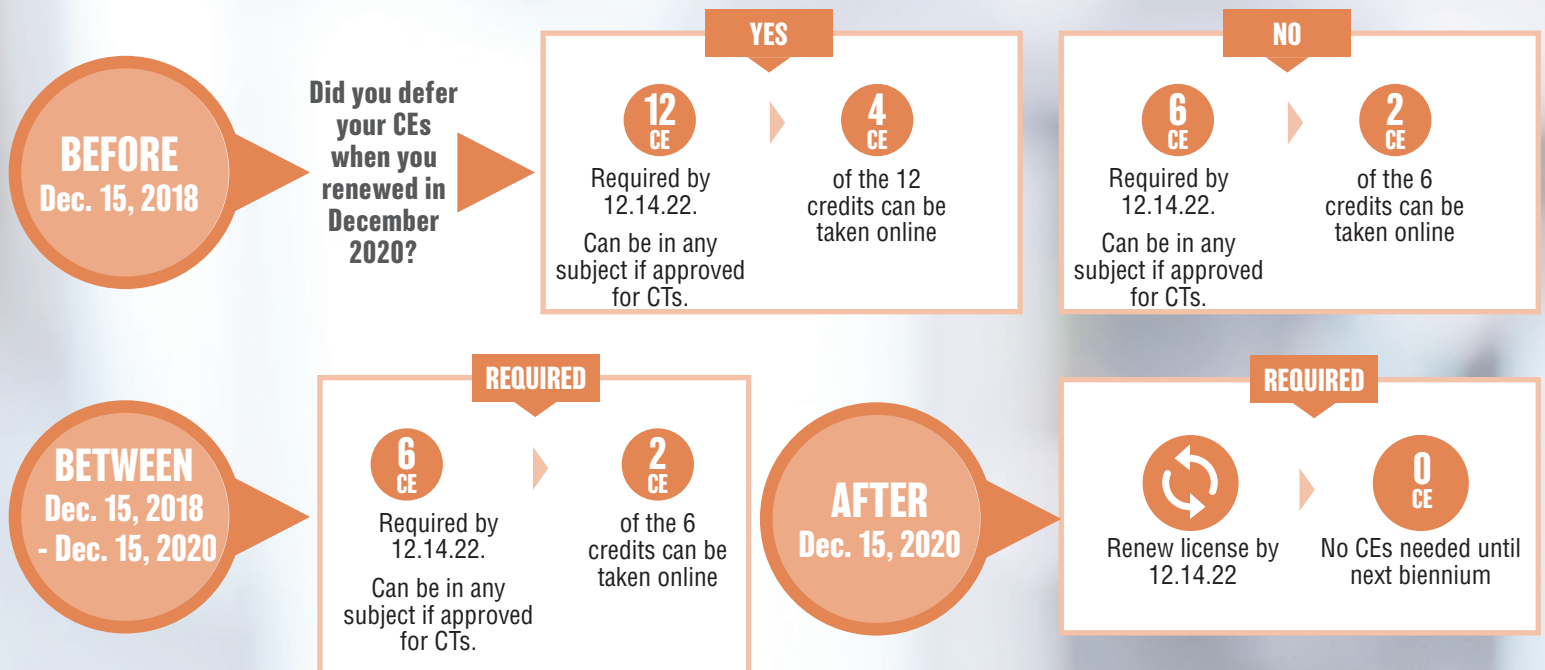 BEFORE
Dec. 15, 2018
Did you defer
your CEs
when you
renewed in
December
2020?
YES
12
CE
Required by
12.14.22.
Can be in any
subject if approved
for CTs.
4
CE
of the 12
credits can be
taken online
NO
6
CE
Required by
12.14.22.
Can be in any
subject if approved
for CTs.
2
CE
of the 6
credits can be
taken online
BETWEEN
Dec. 15, 2018
- Dec. 15, 2020
REQUIRED
6
CE
Required by
12.14.22.
Can be in any
subject if approved
for CTs.
2
CE
of the 6
credits can be
taken online
AFTER
Dec. 15, 2020
REQUIRED
Renew license by
12.14.22
0
CE
No CEs needed until
next biennium